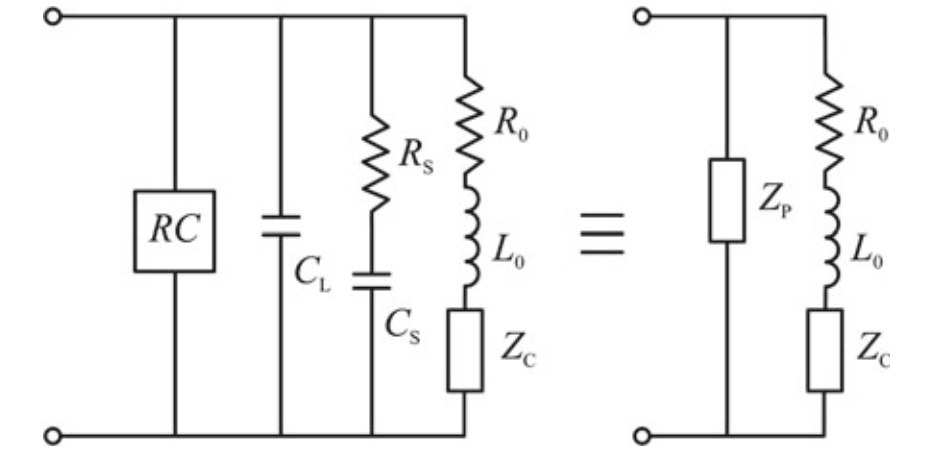 RC
C_L
R_S
C_S
R_0
L_0
Z_C
≡
Z_P
R_0
L_0
Z_C